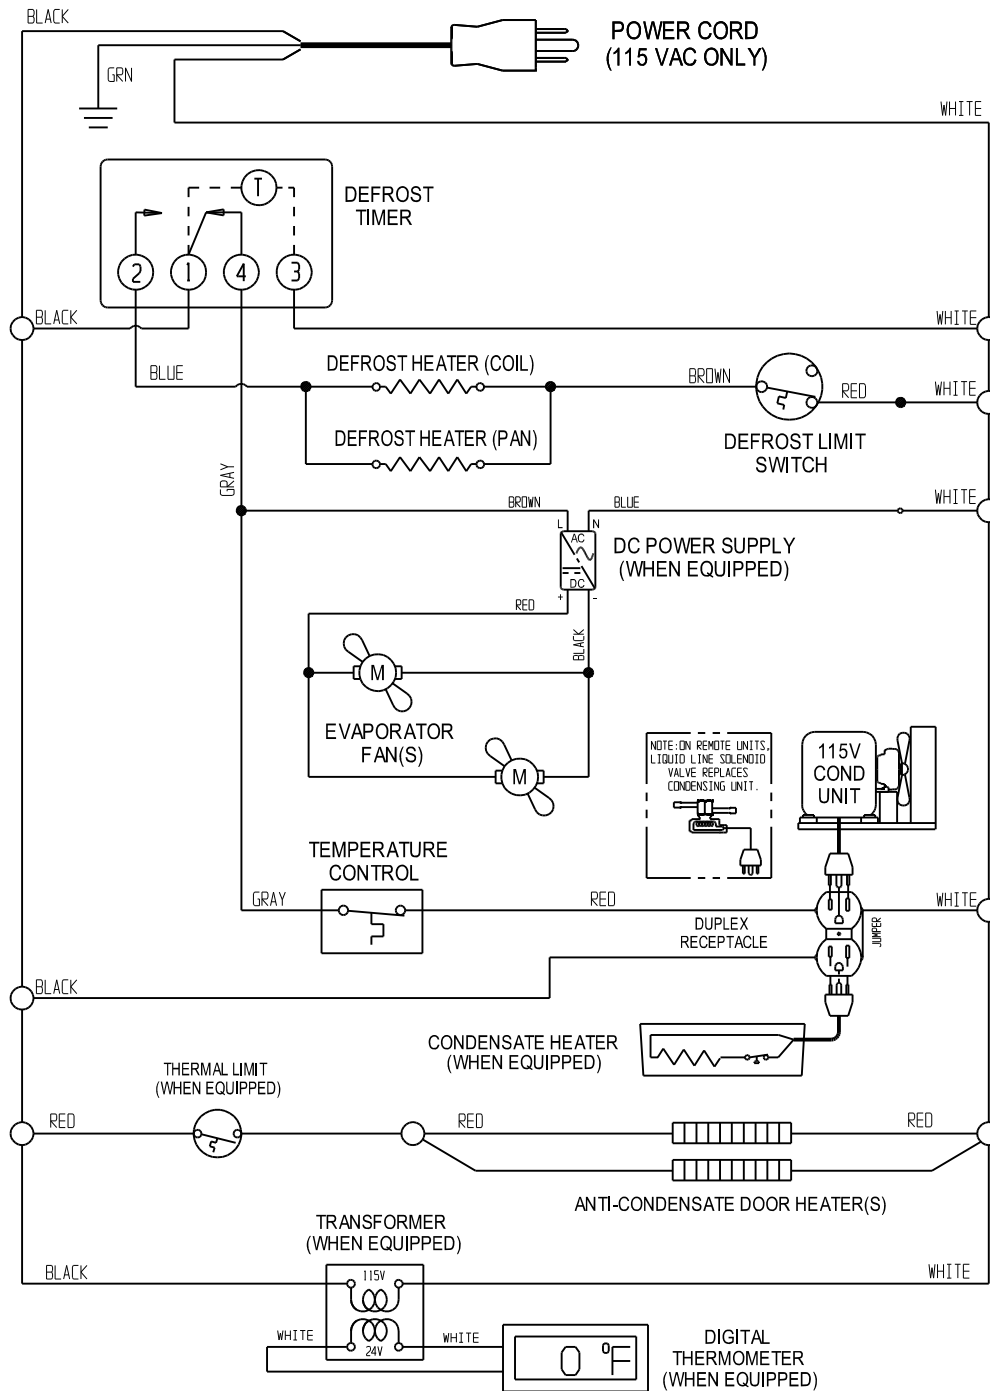 BLACK
POWER CORD
(115 VAC ONLY)
GRN
WHITE
T
DEFROST
TIMER
2 1 4 3
BLACK
WHITE
DEFROST HEATER (COIL)
BLUE
BROWN
RED
WHITE
DEFROST HEATER (PAN)
DEFROST LIMIT
SWITCH
GRAY
BROWN
BLUE
WHITE
L N
AC
DC
+ -
DC POWER SUPPLY
(WHEN EQUIPPED)
RED
BLACK
M
EVAPORATOR
FAN(S)
M
NOTE:ON REMOTE UNITS,
LIQUID LINE SOLENOID
VALVE REPLACES
CONDENSING UNIT.
115V
COND
UNIT
TEMPERATURE
CONTROL
GRAY
RED
WHITE
DUPLEX
RECEPTACLE
JUMPER
BLACK
CONDENSATE HEATER
(WHEN EQUIPPED)
THERMAL LIMIT
(WHEN EQUIPPED)
RED
RED
RED
ANTI-CONDENSATE DOOR HEATER(S)
TRANSFORMER
(WHEN EQUIPPED)
BLACK
115V
WHITE
24V
WHITE
WHITE
0 °F
DIGITAL
THERMOMETER
(WHEN EQUIPPED)